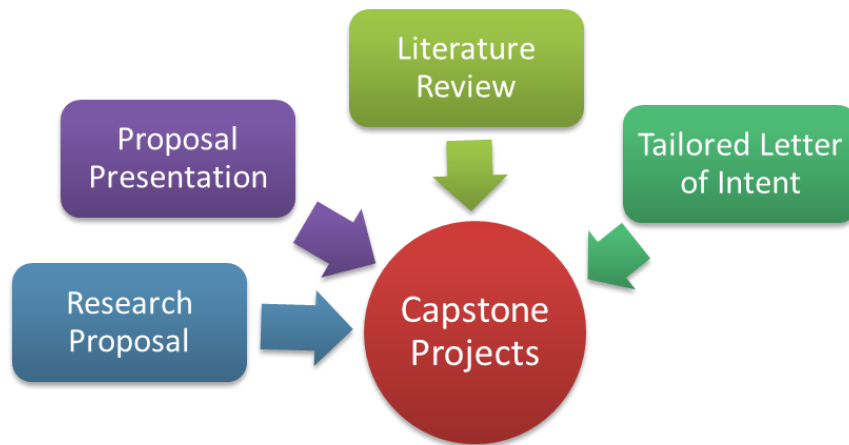 Literature
Review
Proposal
Presentation
Tailored Letter
of Intent
Research
Proposal
Capstone
Projects